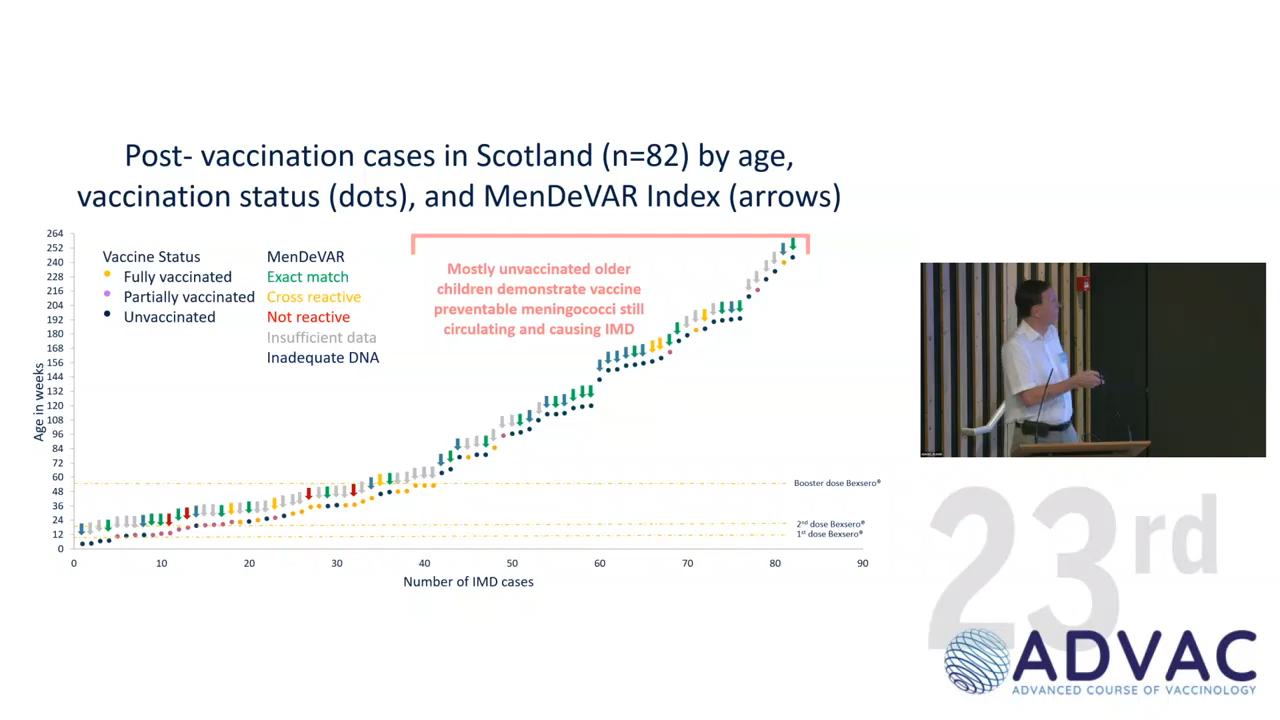 Post- vaccination cases in Scotland (n=82) by age,
vaccination status (dots), and MenDeVAR Index (arrows)
264
252
240
228
216
204
192
180
168
156
144
132
120
108
96
84
72
60
48
36
24
12
0
Age in weeks
Vaccine Status
Fully vaccinated
Partially vaccinated
Unvaccinated
MenDeVAR
Exact match
Cross reactive
Not reactive
Insufficient data
Inadequate DNA
Mostly unvaccinated older
children demonstrate vaccine
preventable meningococci still
circulating and causing IMD
Booster dose Bexsero®
2nd dose Bexsero®
1st dose Bexsero®
0 10 20 30 40 50 60 70 80 90
Number of IMD cases
23rd
ADVAC
ADVANCED COURSE OF VACCINOLOGY